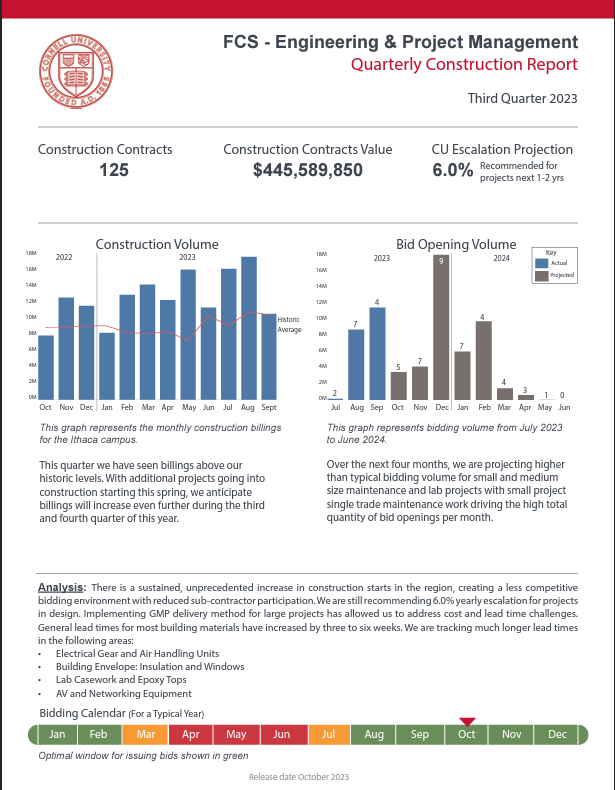 CORNELL UNIVERSITY
FOUNDED A.D. 1865
FCS - Engineering & Project Management
Quarterly Construction Report
Third Quarter 2023
Construction Contracts
125
Construction Contracts Value
$445,589,850
CU Escalation Projection
6.0% Recommended for
projects next 1-2 yrs
Construction Volume
2022 2023
18M
16M
14M
12M
10M
8M
6M
4M
2M
0M
Historic
Average
Oct Nov Dec Jan Feb Mar Apr May Jun Jul Aug Sept
This graph represents the monthly construction billings
for the Ithaca campus.
This quarter we have seen billings above our
historic levels. With additional projects going into
construction starting this spring, we anticipate
billings will increase even further during the third
and fourth quarter of this year.
Bid Opening Volume
2023 2024
Key
Actual
Projected
18M
16M
14M
12M
10M
8M
6M
4M
2M
0M
2 7 4 5 4 9 7 4 4 3 1 0
Jul Aug Sep Oct Nov Dec Jan Feb Mar Apr May Jun
This graph represents bidding volume from July 2023
to June 2024.
Over the next four months, we are projecting higher
than typical bidding volume for small and medium
size maintenance and lab projects with small project
single trade maintenance work driving the high total
quantity of bid openings per month.
Analysis: There is a sustained, unprecedented increase in construction starts in the region, creating a less competitive
bidding environment with reduced sub-contractor participation. We are still recommending 6.0% yearly escalation for projects
in design. Implementing GMP delivery method for large projects has allowed us to address cost and lead time challenges.
General lead times for most building materials have increased by three to six weeks. We are tracking much longer lead times
in the following areas:
• Electrical Gear and Air Handling Units
• Building Envelope: Insulation and Windows
• Lab Casework and Epoxy Tops
• AV and Networking Equipment
Bidding Calendar (For a Typical Year)
Jan Feb Mar Apr May Jun Jul Aug Sep Oct Nov Dec
Optimal window for issuing bids shown in green
Release date October 2023